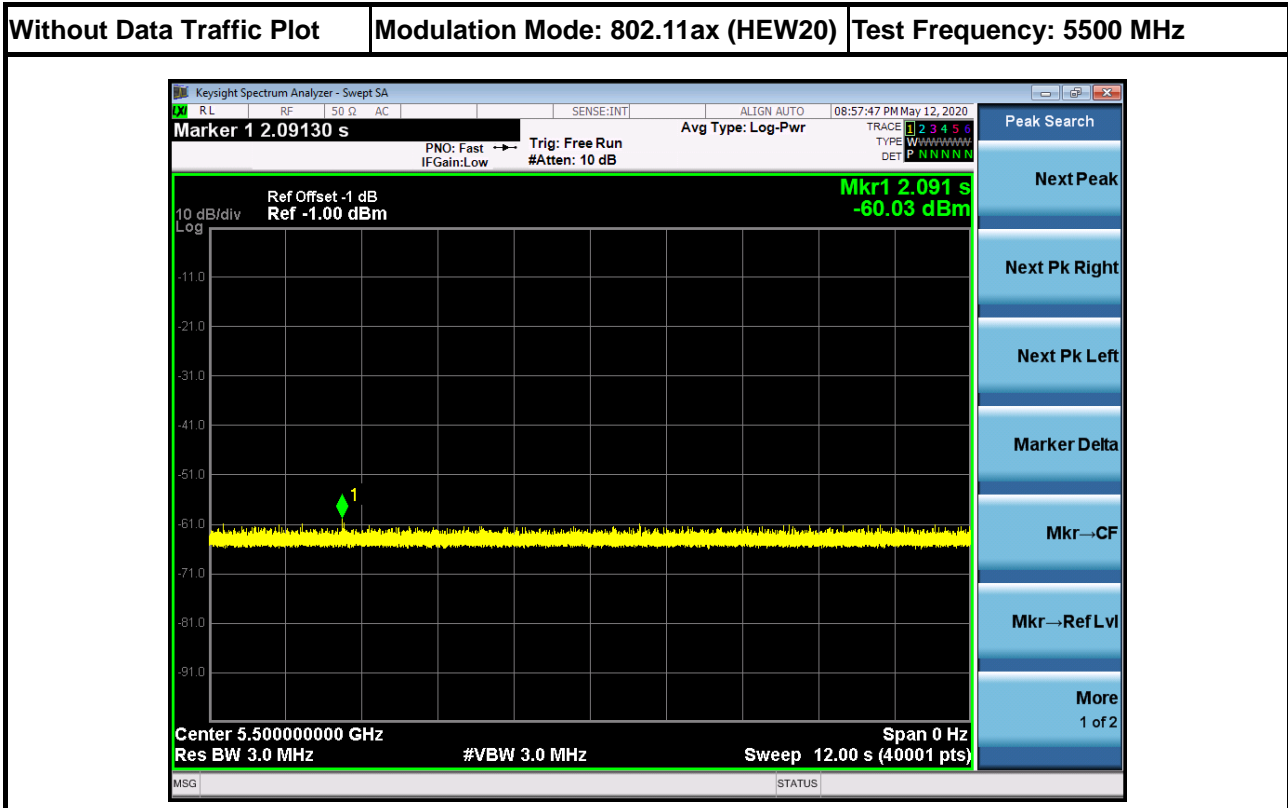 Without Data Traffic Plot Modulation Mode: 802.11ax (HEW20) Test Frequency: 5500 MHz
Keysight Spectrum Analyzer - Swept SA
LXI RL RF 50 Ω AC SENSE:INT ALIGN AUTO 08:57:47 PM May 12, 2020
Marker 1 2.09130 s
PNO: Fast
IFGain:Low
Trig: Free Run
#Atten: 10 dB
Avg Type: Log-Pwr
TRACE 1 2 3 4 5 6
TYPE WWWWWW
DET P N N N N N
Peak Search
Mkr1 2.091 s
-60.03 dBm
Ref Offset -1 dB
10 dB/div Ref -1.00 dBm
Log
-11.0
-21.0
-31.0
-41.0
-51.0
-61.0
-71.0
-81.0
-91.0
1
Center 5.500000000 GHz Span 0 Hz
Res BW 3.0 MHz #VBW 3.0 MHz Sweep 12.00 s (40001 pts)
MSG STATUS
Next Peak
Next Pk Right
Next Pk Left
Marker Delta
Mkr→CF
Mkr→Ref Lvl
More
1 of 2